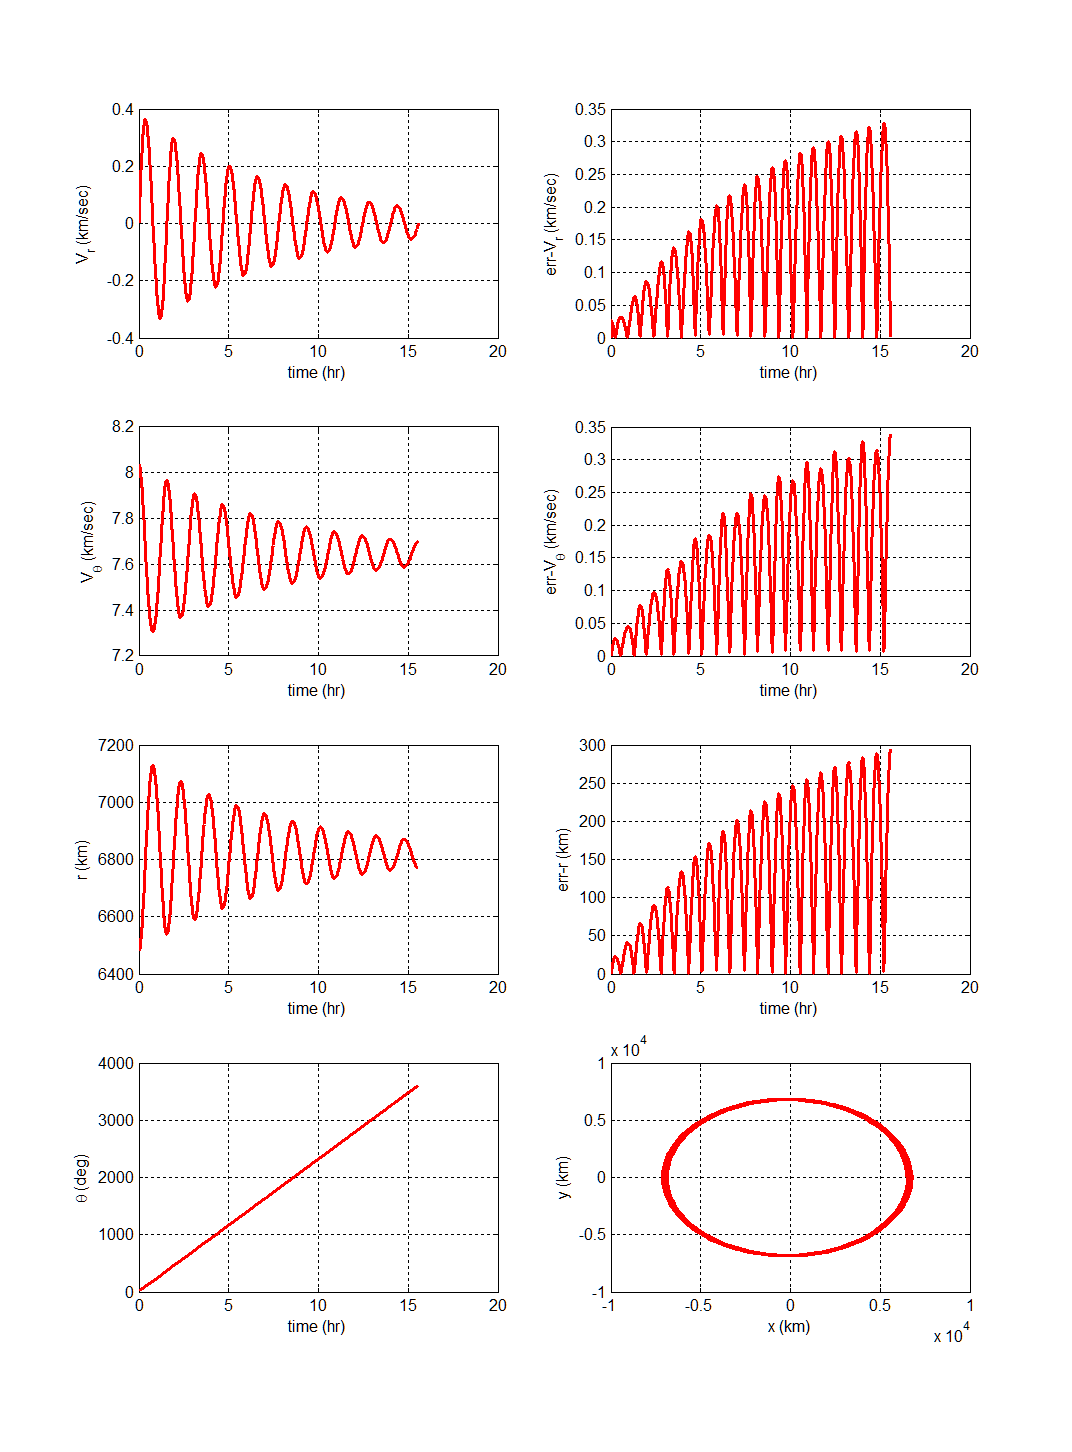 0.4
0.2
0
-0.2
-0.4
V_r (km/sec)
0 5 10 15 20
time (hr)
0.35
0.3
0.25
0.2
0.15
0.1
0.05
0
err-V_r (km/sec)
0 5 10 15 20
time (hr)
8.2
8
7.8
7.6
7.4
7.2
V_θ (km/sec)
0 5 10 15 20
time (hr)
0.35
0.3
0.25
0.2
0.15
0.1
0.05
0
err-V_θ (km/sec)
0 5 10 15 20
time (hr)
7200
7000
6800
6600
6400
r (km)
0 5 10 15 20
time (hr)
300
250
200
150
100
50
0
err-r (km)
0 5 10 15 20
time (hr)
4000
3000
2000
1000
0
θ (deg)
0 5 10 15 20
time (hr)
x 10^4
1
0.5
0
-0.5
-1
y (km)
-1 -0.5 0 0.5 1
x (km)
x 10^4